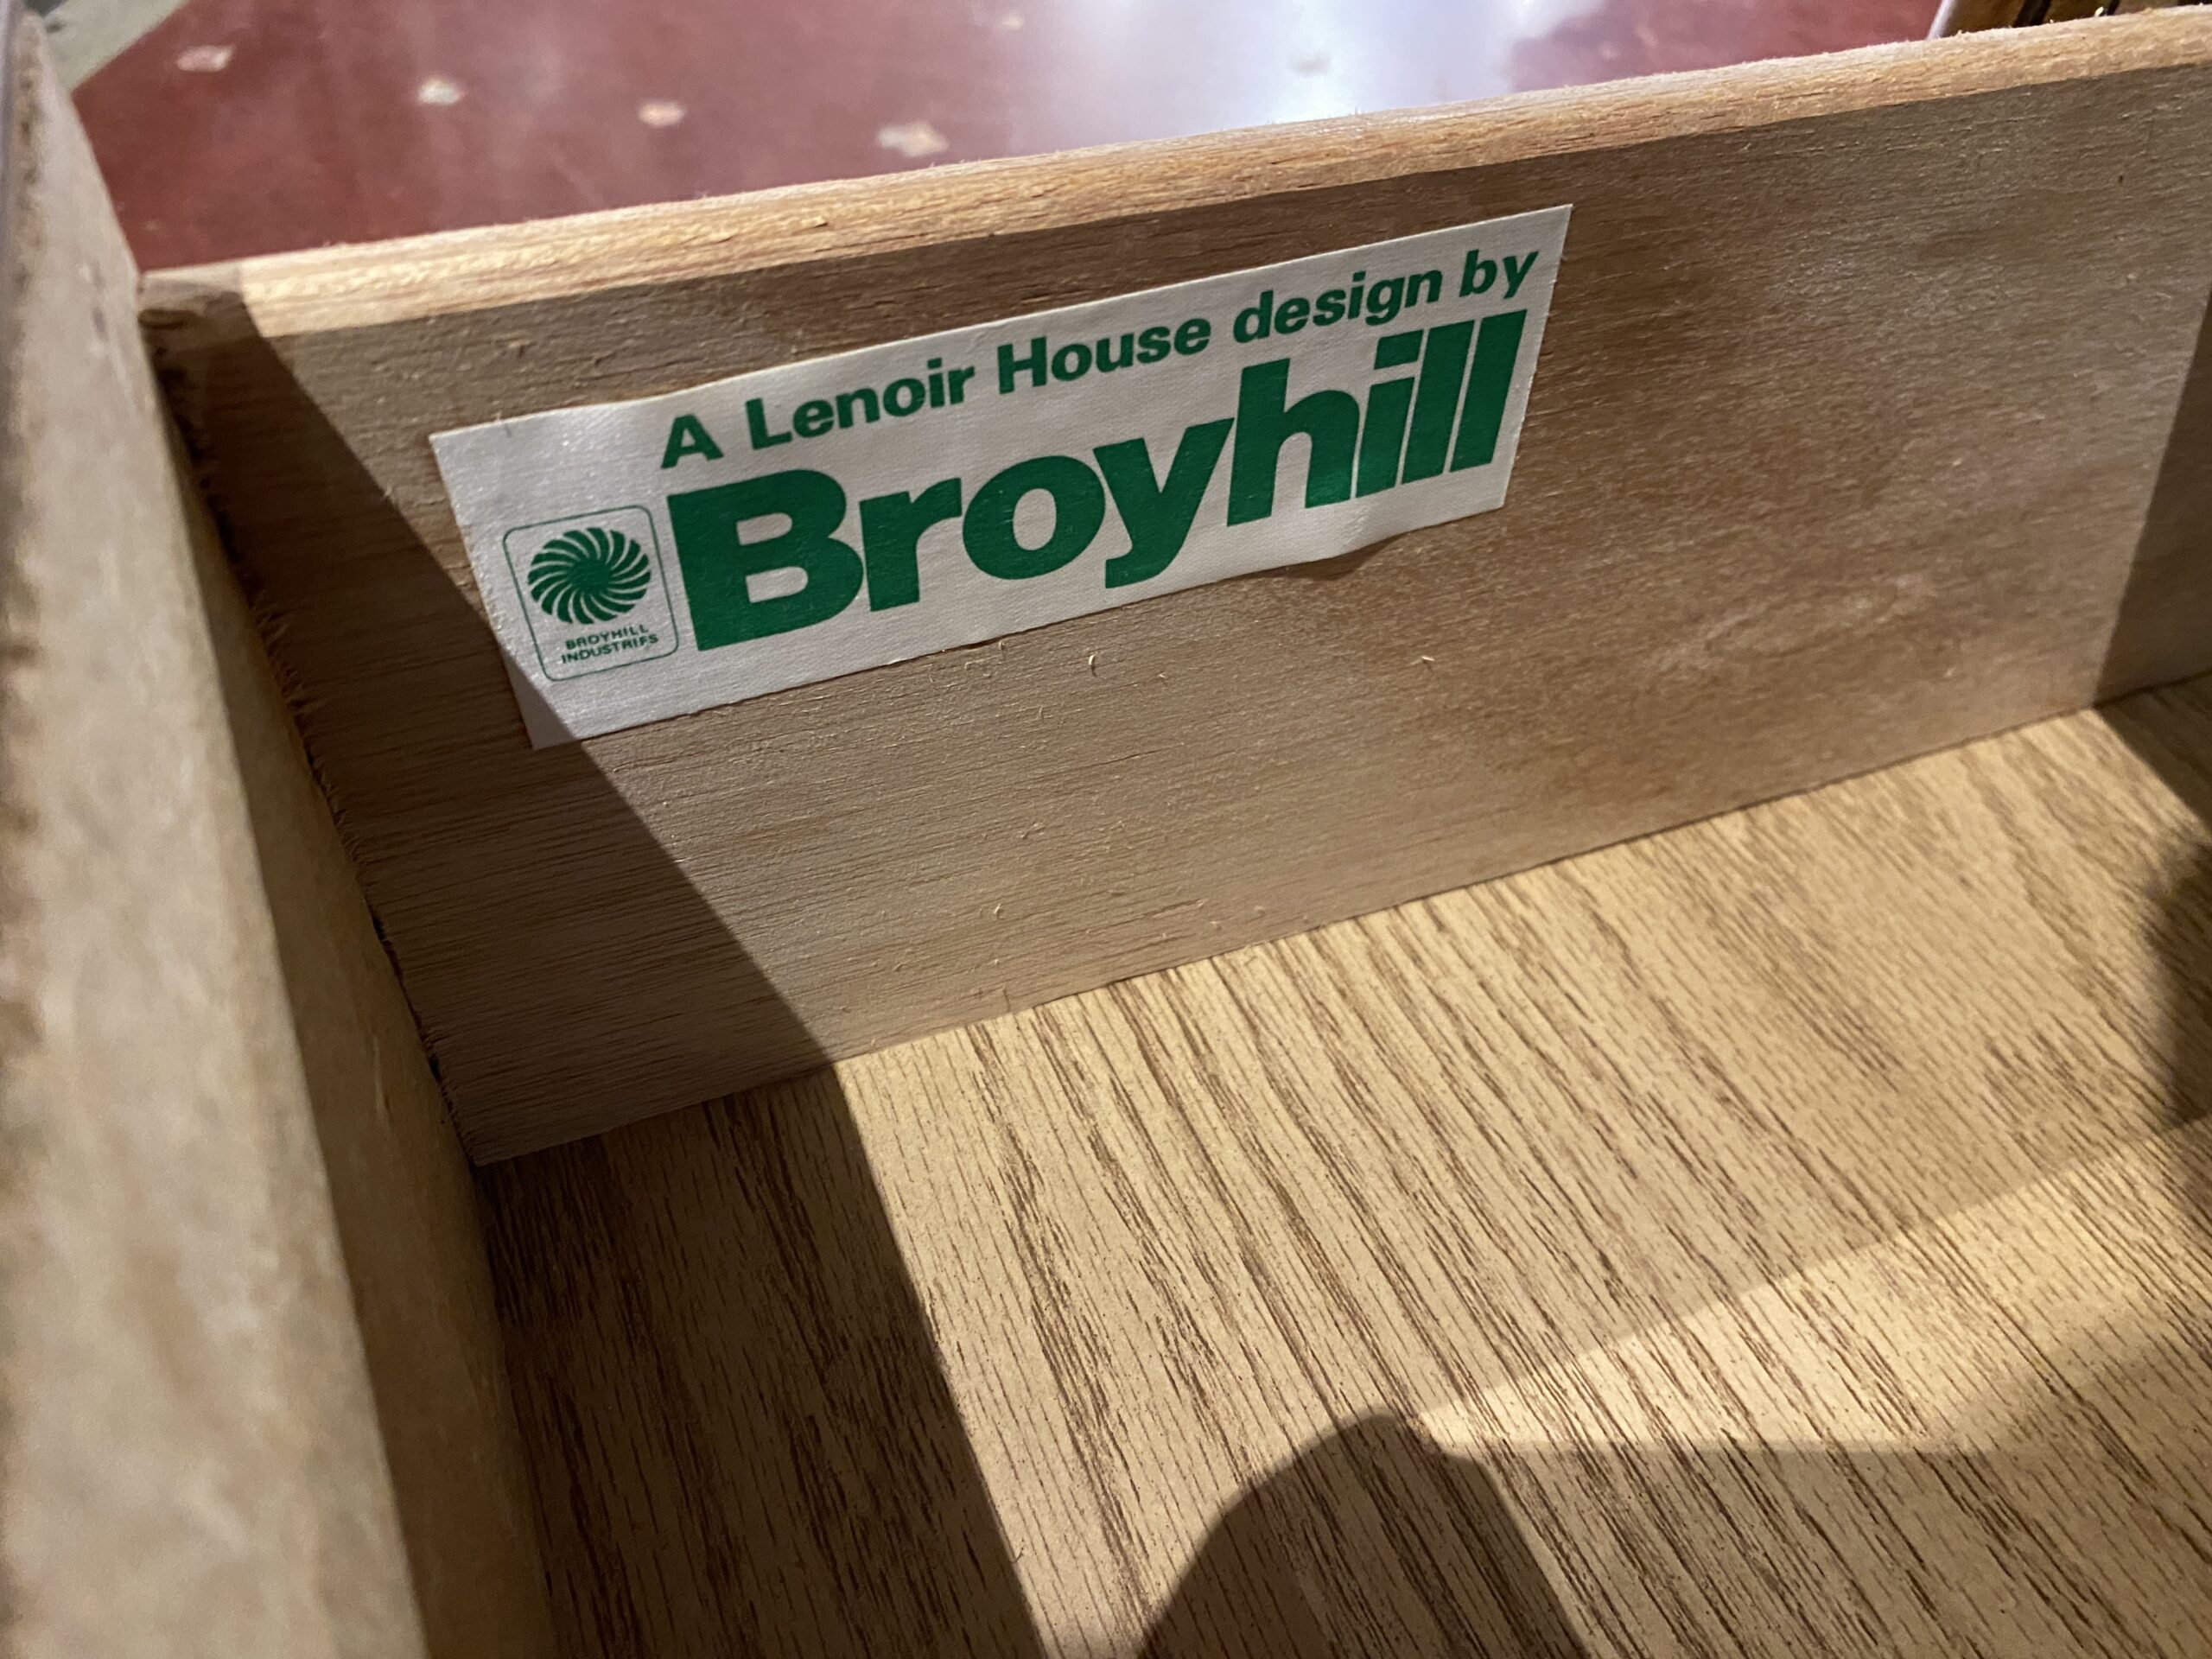 A Lenoir House design by
Broyhill
BROYHILL
INDUSTRIES